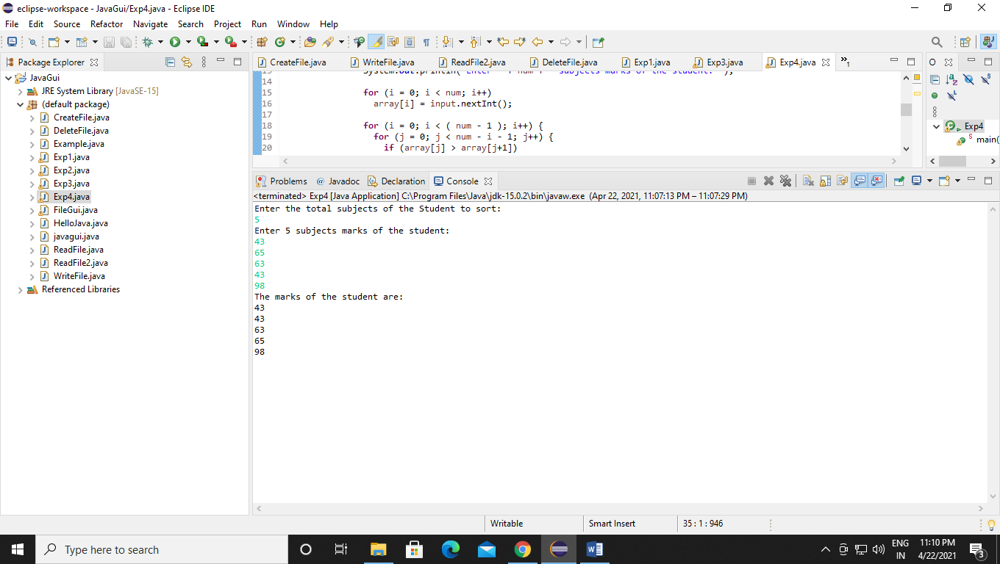 eclipse-workspace - JavaGui/Exp4.java - Eclipse IDE
File Edit Source Refactor Navigate Search Project Run Window Help
Package Explorer
JavaGui
JRE System Library [JavaSE-15]
(default package)
CreateFile.java
DeleteFile.java
Example.java
Exp1.java
Exp2.java
Exp3.java
Exp4.java
FileGui.java
HelloJava.java
javagui.java
ReadFile.java
ReadFile2.java
WriteFile.java
Referenced Libraries
CreateFile.java WriteFile.java ReadFile2.java DeleteFile.java Exp1.java Exp3.java Exp4.java »1
13 System.out.println("Enter " + num + " subjects marks of the student: ");
14
15 for (i = 0; i < num; i++)
16 array[i] = input.nextInt();
17
18 for (i = 0; i < ( num - 1 ); i++) {
19 for (j = 0; j < num - i - 1; j++) {
20 if (array[j] > array[j+1])
O
Exp4
main(
Problems @ Javadoc Declaration Console
<terminated> Exp4 [Java Application] C:\Program Files\Java\jdk-15.0.2\bin\javaw.exe (Apr 22, 2021, 11:07:13 PM – 11:07:29 PM)
Enter the total subjects of the Student to sort:
5
Enter 5 subjects marks of the student:
43
65
63
43
98
The marks of the student are:
43
43
63
65
98
Writable Smart Insert 35 : 1 : 946
Type here to search
ENG
IN
11:10 PM
4/22/2021
3